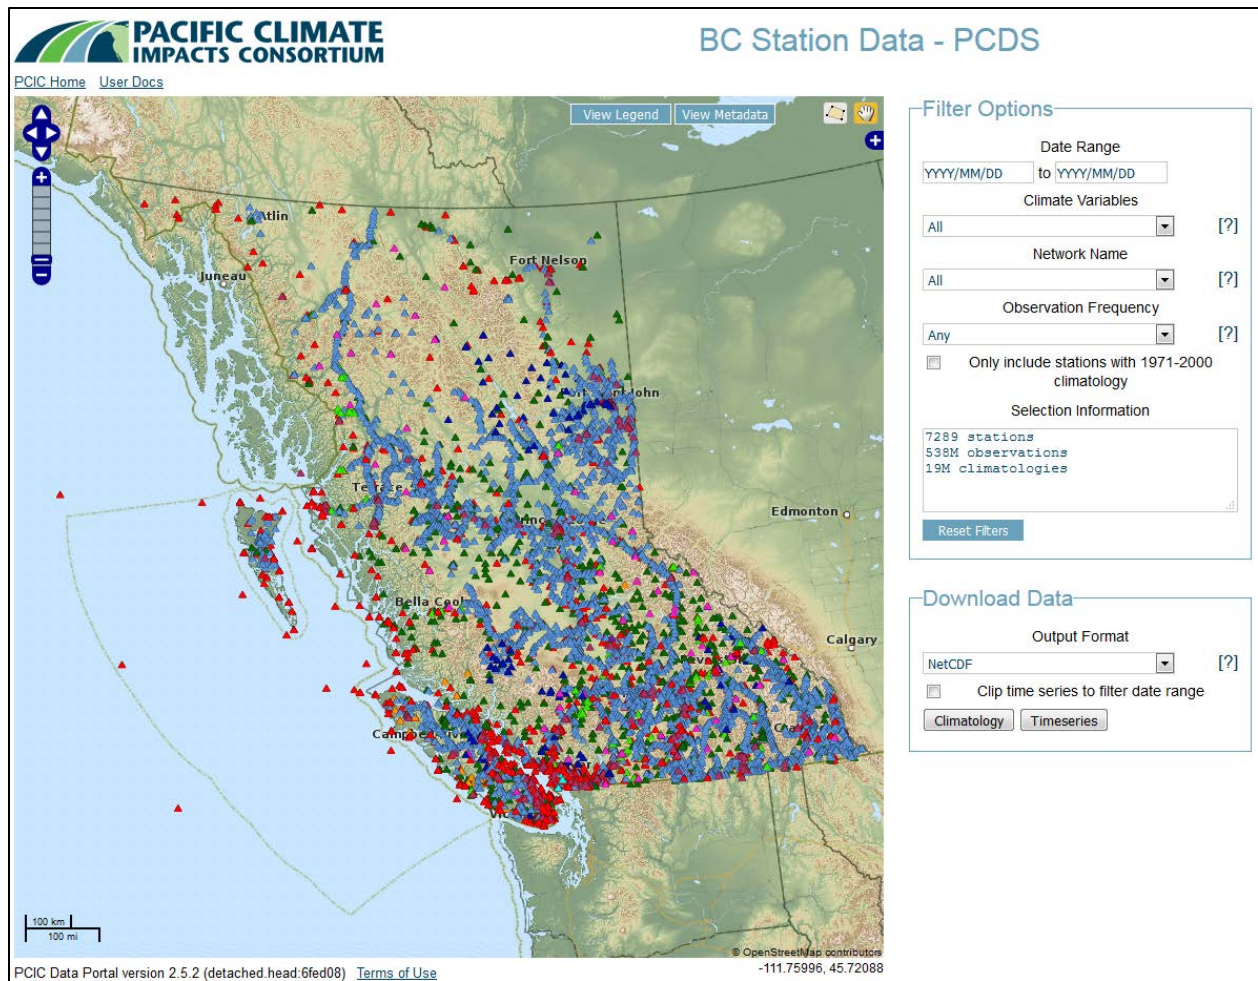 PACIFIC CLIMATE
IMPACTS CONSORTIUM
BC Station Data - PCDS
PCIC Home User Docs
View Legend View Metadata
Atlin
Juneau
Fort Nelson
Terrace
Edmonton
Bella Coola
Calgary
100 km
100 mi
© OpenStreetMap contributors
-111.75996, 45.72088
PCIC Data Portal version 2.5.2 (detached.head:6fed08) Terms of Use
Filter Options
Date Range
YYYY/MM/DD to YYYY/MM/DD
Climate Variables
All [?]
Network Name
All [?]
Observation Frequency
Any [?]
Only include stations with 1971-2000
climatology
Selection Information
7289 stations
538M observations
19M climatologies
Reset Filters
Download Data
Output Format
NetCDF [?]
Clip time series to filter date range
Climatology Timeseries